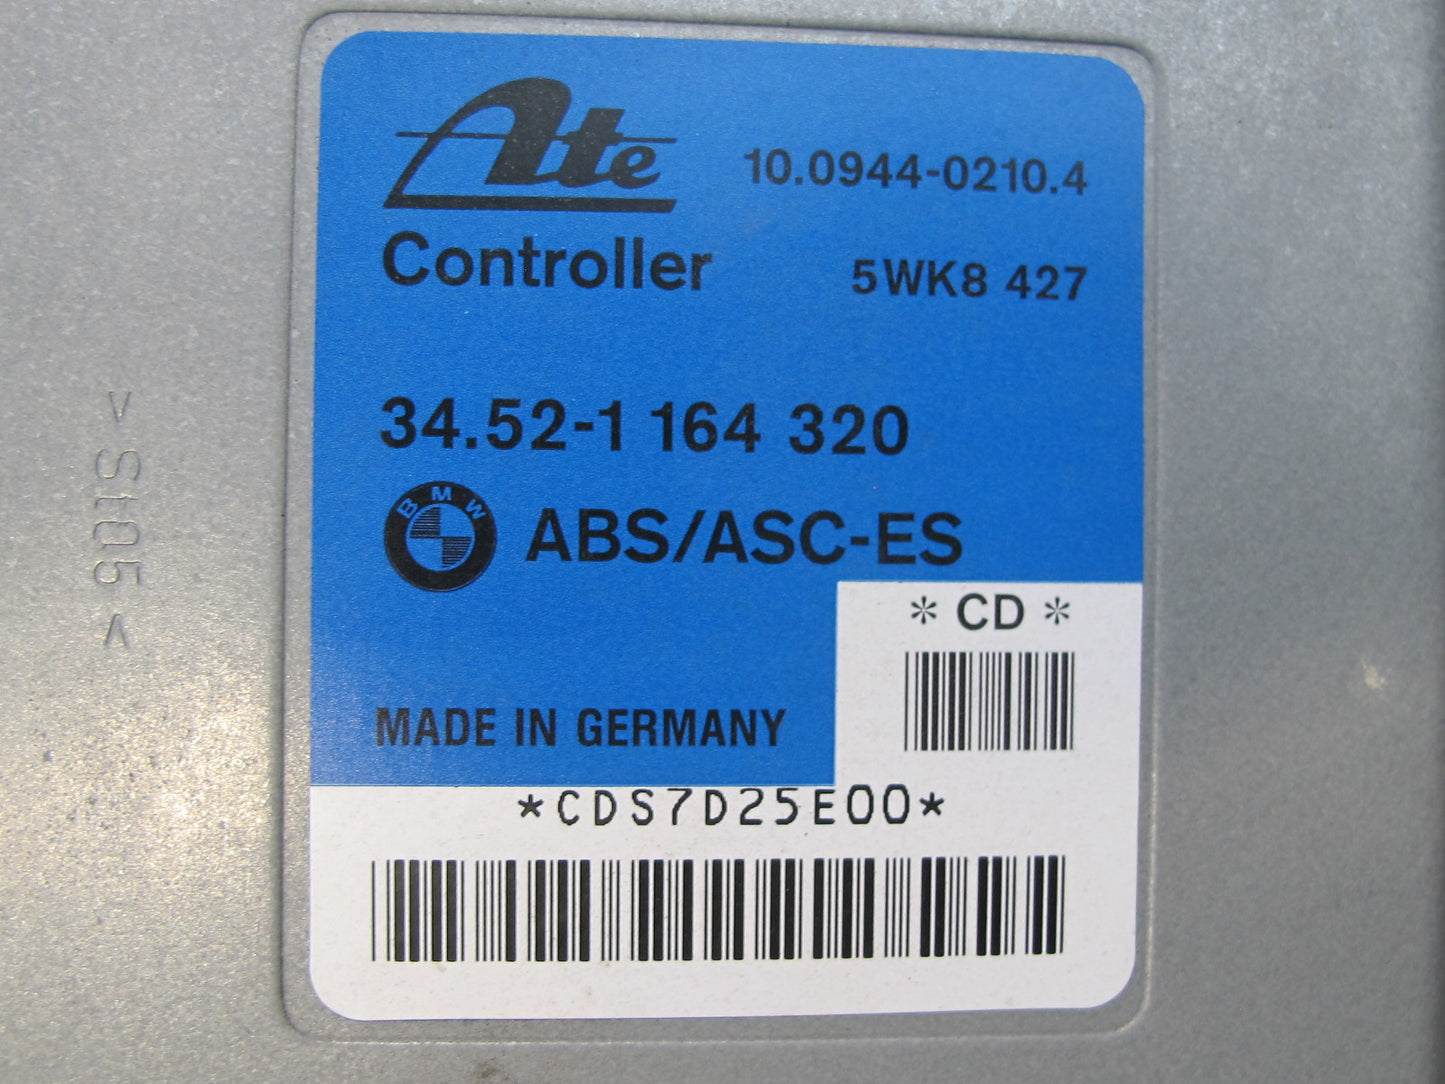 Ate
10.0944-0210.4
Controller
5WK8 427
34.52-1 164 320
BMW
ABS/ASC-ES
* CD *
MADE IN GERMANY
*CDS7D25E00*